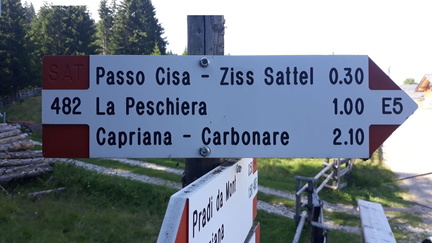 SAT Passo Cisa - Ziss Sattel 0.30
482 La Peschiera 1.00 E5
Capriana - Carbonare 2.10
Pradi da Mont